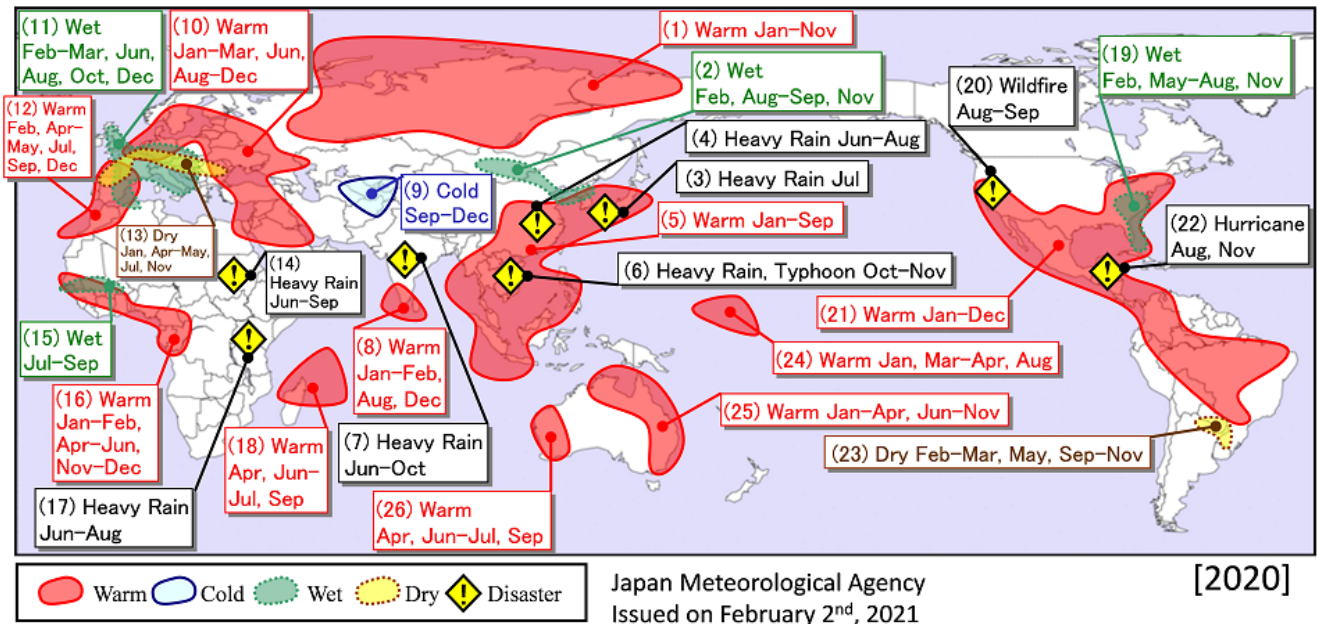 (11) Wet
Feb–Mar, Jun,
Aug, Oct, Dec
(10) Warm
Jan–Mar, Jun,
Aug–Dec
(1) Warm Jan–Nov
(2) Wet
Feb, Aug–Sep, Nov
(20) Wildfire
Aug–Sep
(19) Wet
Feb, May–Aug, Nov
(12) Warm
Feb, Apr–
May, Jul,
Sep, Dec
(4) Heavy Rain Jun–Aug
(3) Heavy Rain Jul
(9) Cold
Sep–Dec
(5) Warm Jan–Sep
(22) Hurricane
Aug, Nov
(13) Dry
Jan, Apr–May,
Jul, Nov
(14)
Heavy Rain
Jun–Sep
(6) Heavy Rain, Typhoon Oct–Nov
(21) Warm Jan–Dec
(15) Wet
Jul–Sep
(8) Warm
Jan–Feb,
Aug, Dec
(24) Warm Jan, Mar–Apr, Aug
(16) Warm
Jan–Feb,
Apr–Jun,
Nov–Dec
(25) Warm Jan–Apr, Jun–Nov
(18) Warm
Apr, Jun–
Jul, Sep
(7) Heavy Rain
Jun–Oct
(23) Dry Feb–Mar, May, Sep–Nov
(17) Heavy Rain
Jun–Aug
(26) Warm
Apr, Jun–Jul, Sep
Warm Cold Wet Dry Disaster
Japan Meteorological Agency
Issued on February 2nd, 2021
[2020]